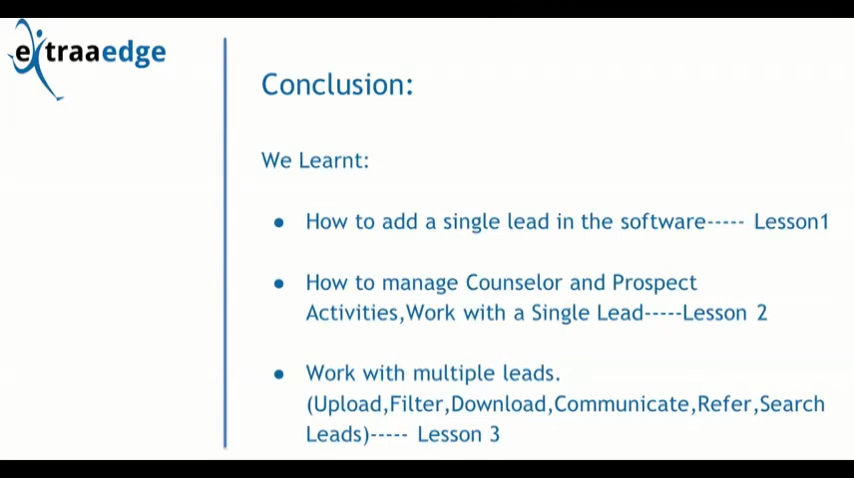 extraaedge
Conclusion:
We Learnt:
● How to add a single lead in the software----- Lesson1
● How to manage Counselor and Prospect
Activities,Work with a Single Lead-----Lesson 2
● Work with multiple leads.
(Upload,Filter,Download,Communicate,Refer,Search
Leads)----- Lesson 3